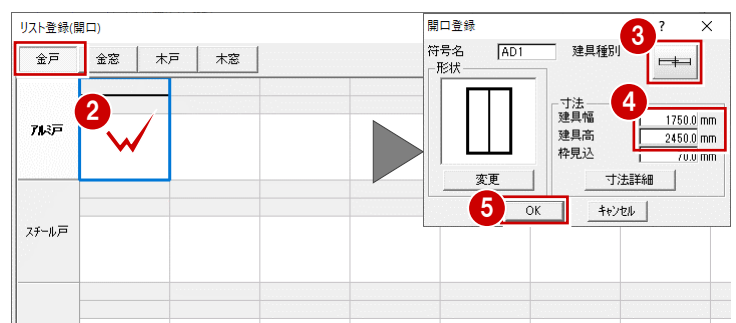 リスト登録(開口)
金戸
金窓
木戸
木窓
2
アルミ戸
スチール戸
開口登録
?
×
符号名
AD1
建具種別
3
形状
変更
寸法
4
建具幅
1750.0 mm
建具高
2450.0 mm
枠見込
70.0 mm
寸法詳細
5
OK
キャンセル